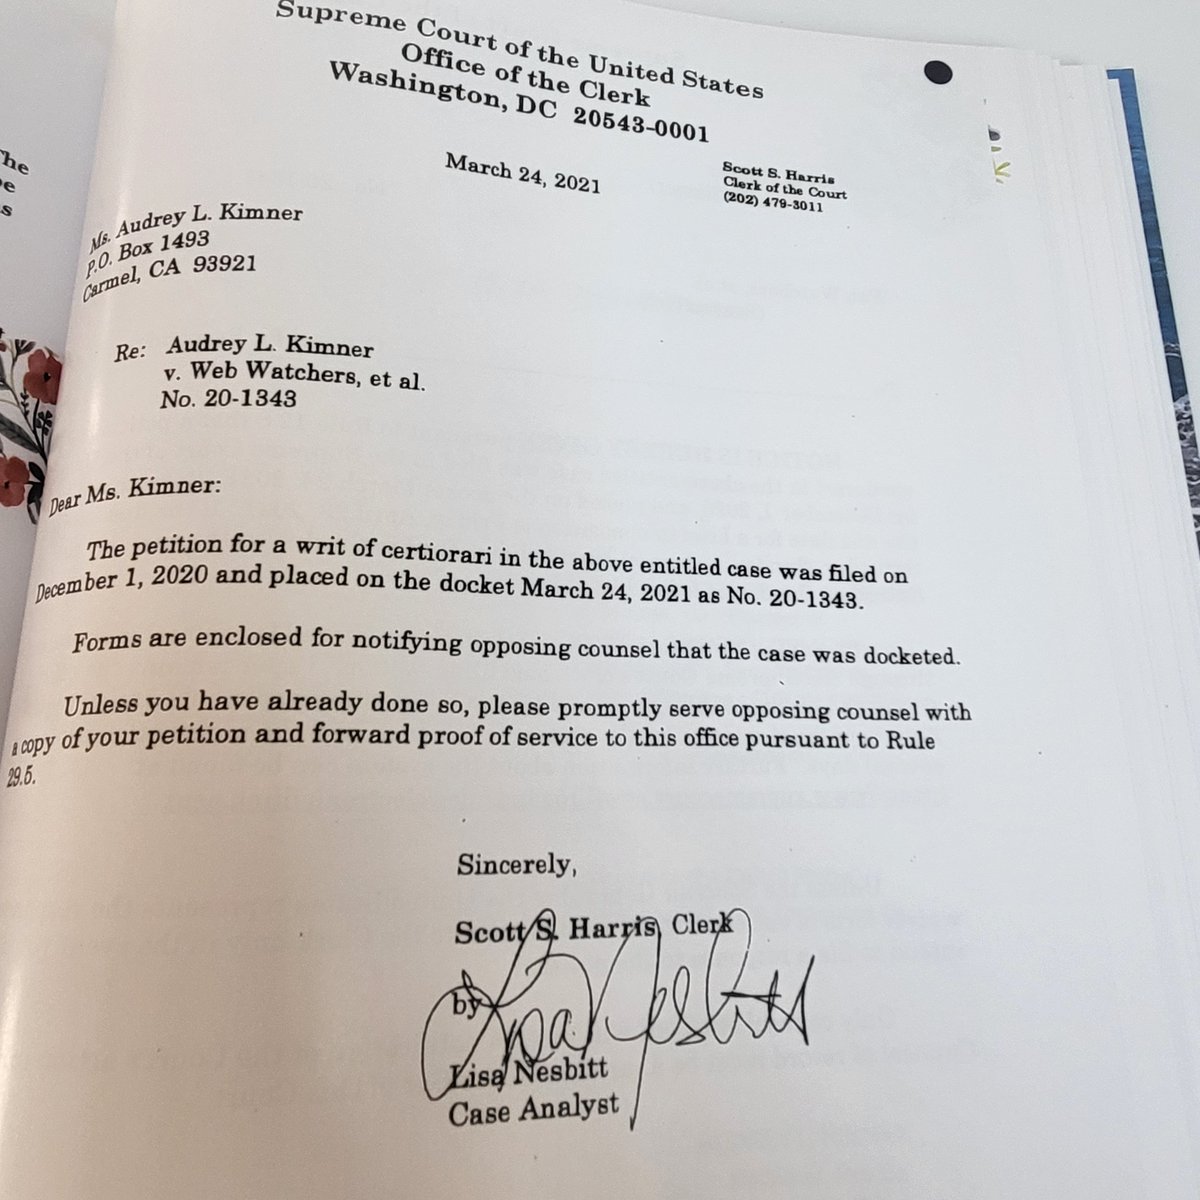 Supreme Court of the United States
Office of the Clerk
Washington, DC 20543-0001
March 24, 2021
Scott S. Harris
Clerk of the Court
(202) 479-3011
Ms. Audrey L. Kimner
P.O. Box 1493
Carmel, CA 93921
Re: Audrey L. Kimner
v. Web Watchers, et al.
No. 20-1343
Dear Ms. Kimner:
The petition for a writ of certiorari in the above entitled case was filed on
December 1, 2020 and placed on the docket March 24, 2021 as No. 20-1343.
Forms are enclosed for notifying opposing counsel that the case was docketed.
Unless you have already done so, please promptly serve opposing counsel with
a copy of your petition and forward proof of service to this office pursuant to Rule
29.5.
Sincerely,
Scott S. Harris, Clerk
by
Lisa Nesbitt
Lisa Nesbitt
Case Analyst